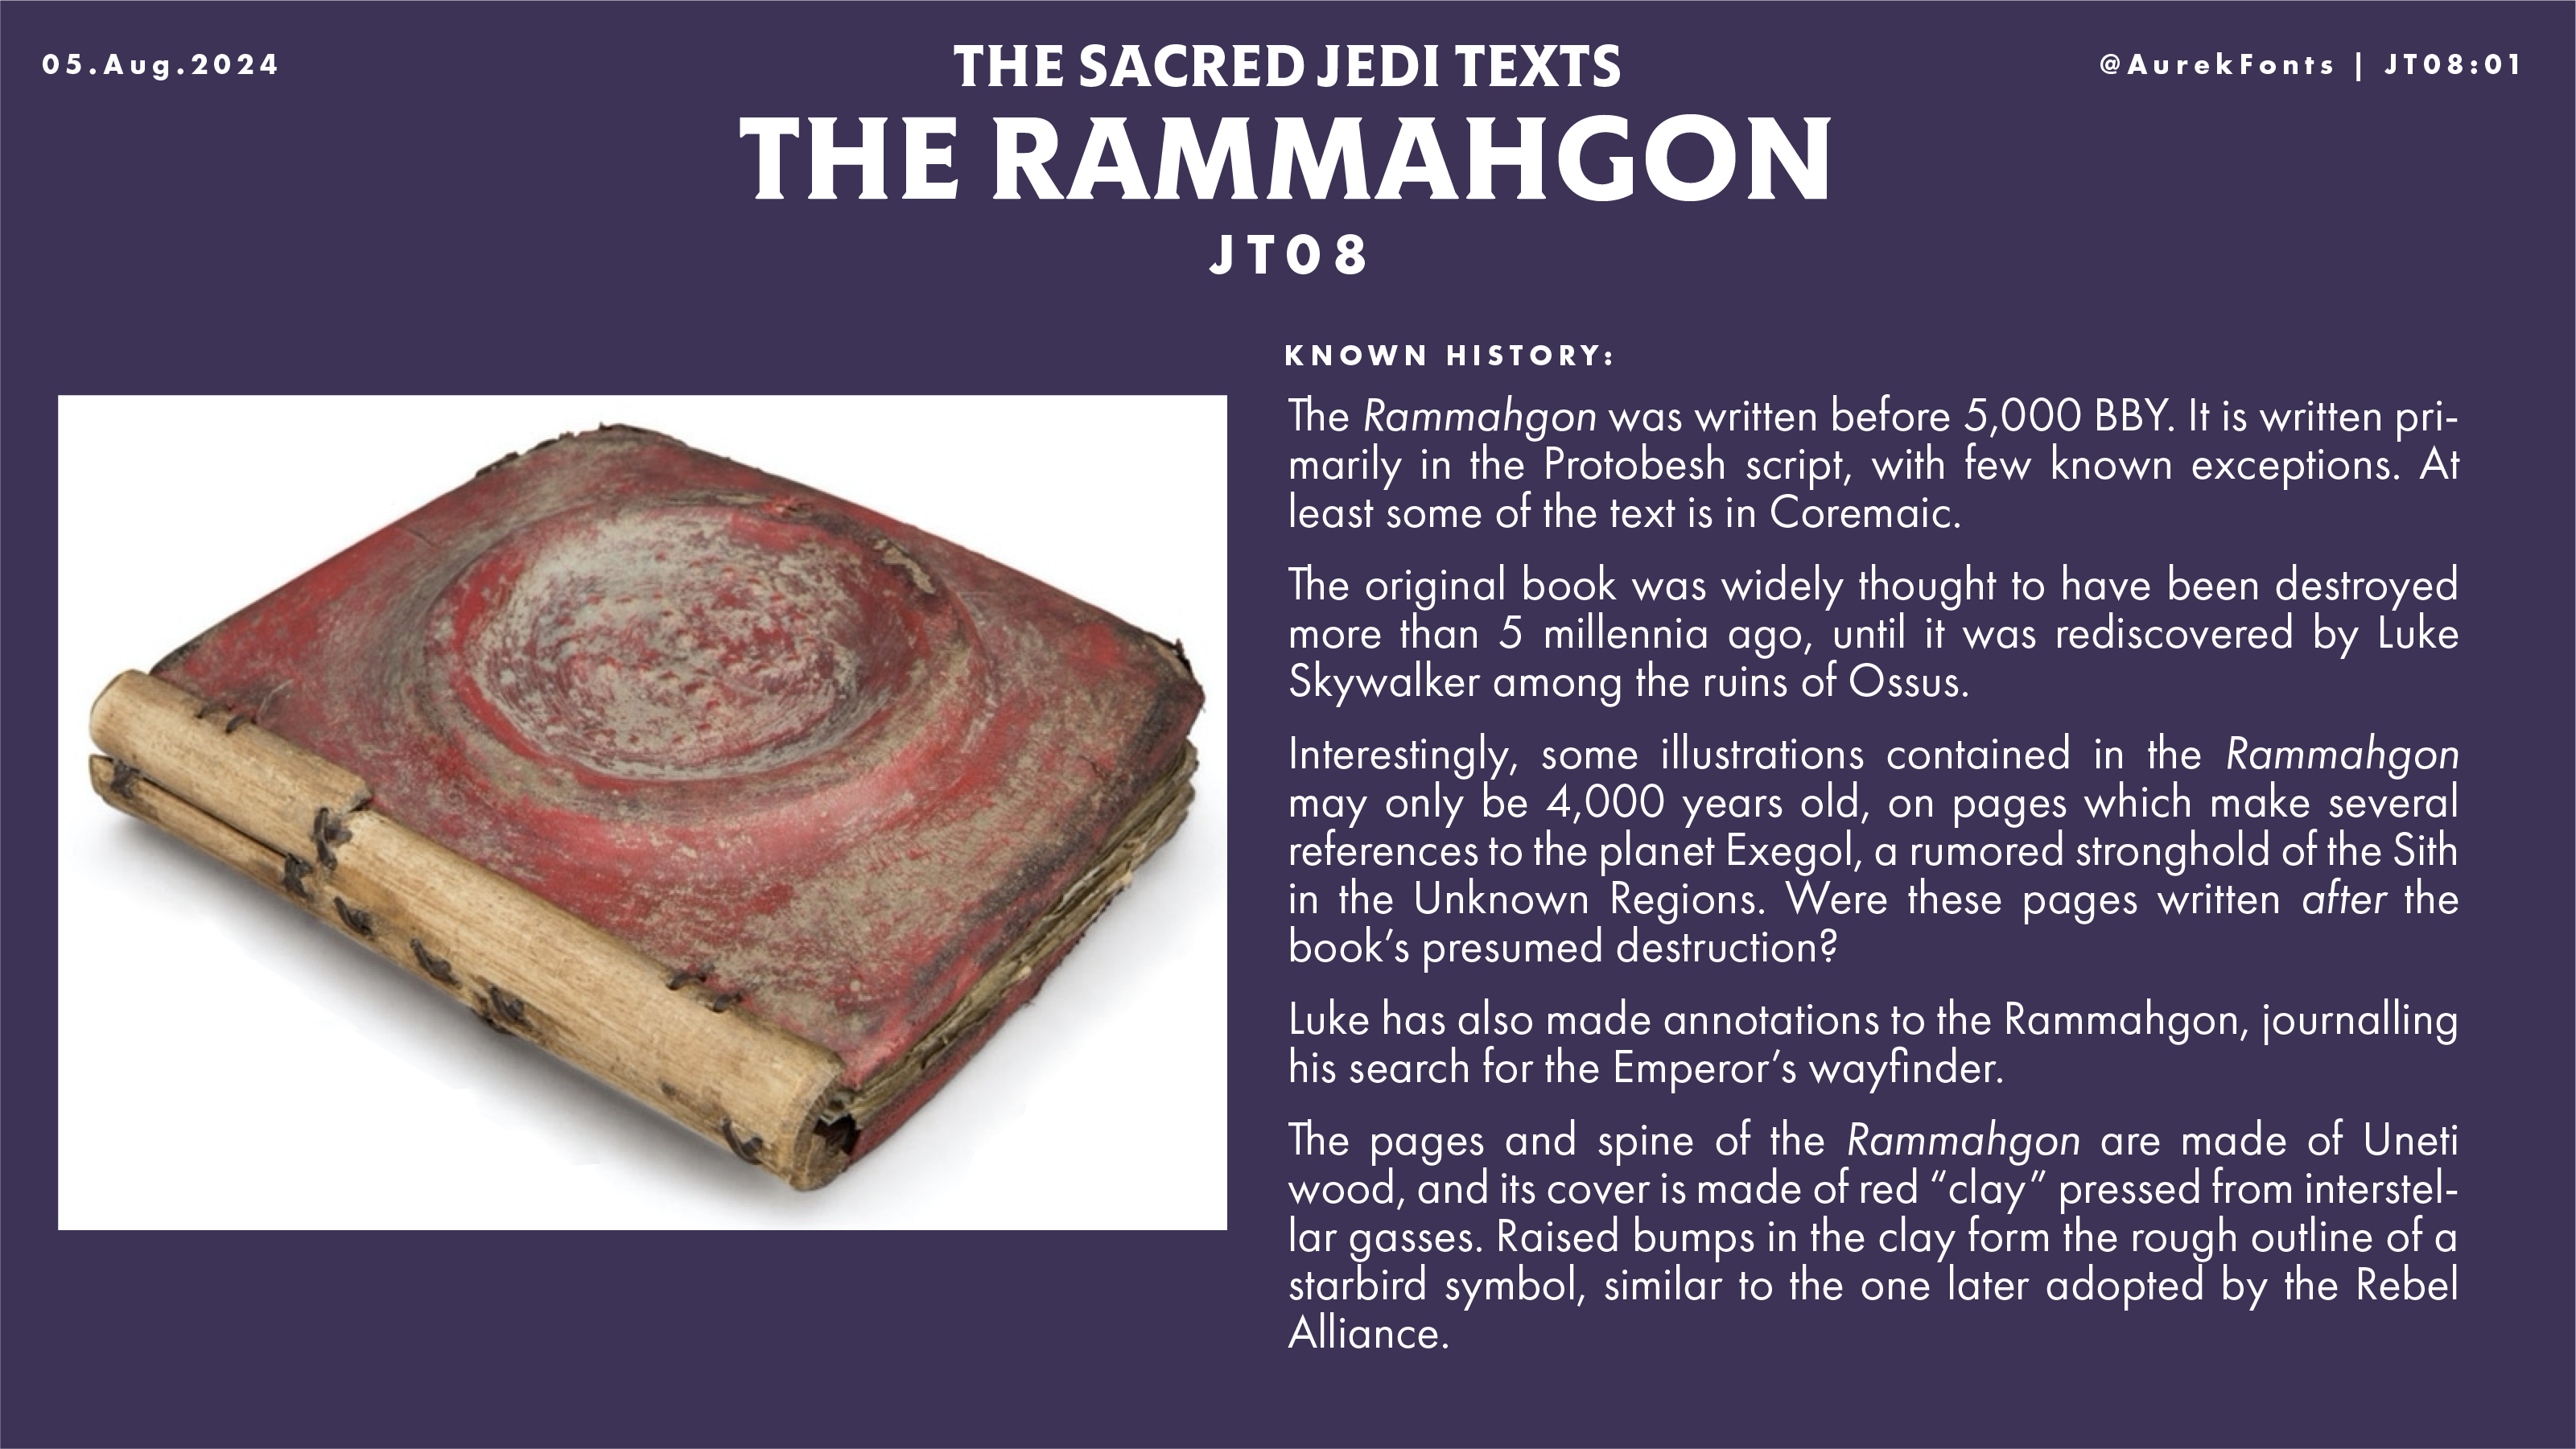 05.Aug.2024
THE SACRED JEDI TEXTS
@AurekFonts | JT08:01
THE RAMMAHGON
JT08
KNOWN HISTORY:
The Rammahgon was written before 5,000 BBY. It is written pri-
marily in the Protobesh script, with few known exceptions. At
least some of the text is in Coremaic.
The original book was widely thought to have been destroyed
more than 5 millennia ago, until it was rediscovered by Luke
Skywalker among the ruins of Ossus.
Interestingly, some illustrations contained in the Rammahgon
may only be 4,000 years old, on pages which make several
references to the planet Exegol, a rumored stronghold of the Sith
in the Unknown Regions. Were these pages written after the
book’s presumed destruction?
Luke has also made annotations to the Rammahgon, journalling
his search for the Emperor’s wayfinder.
The pages and spine of the Rammahgon are made of Uneti
wood, and its cover is made of red “clay” pressed from interstel-
lar gasses. Raised bumps in the clay form the rough outline of a
starbird symbol, similar to the one later adopted by the Rebel
Alliance.